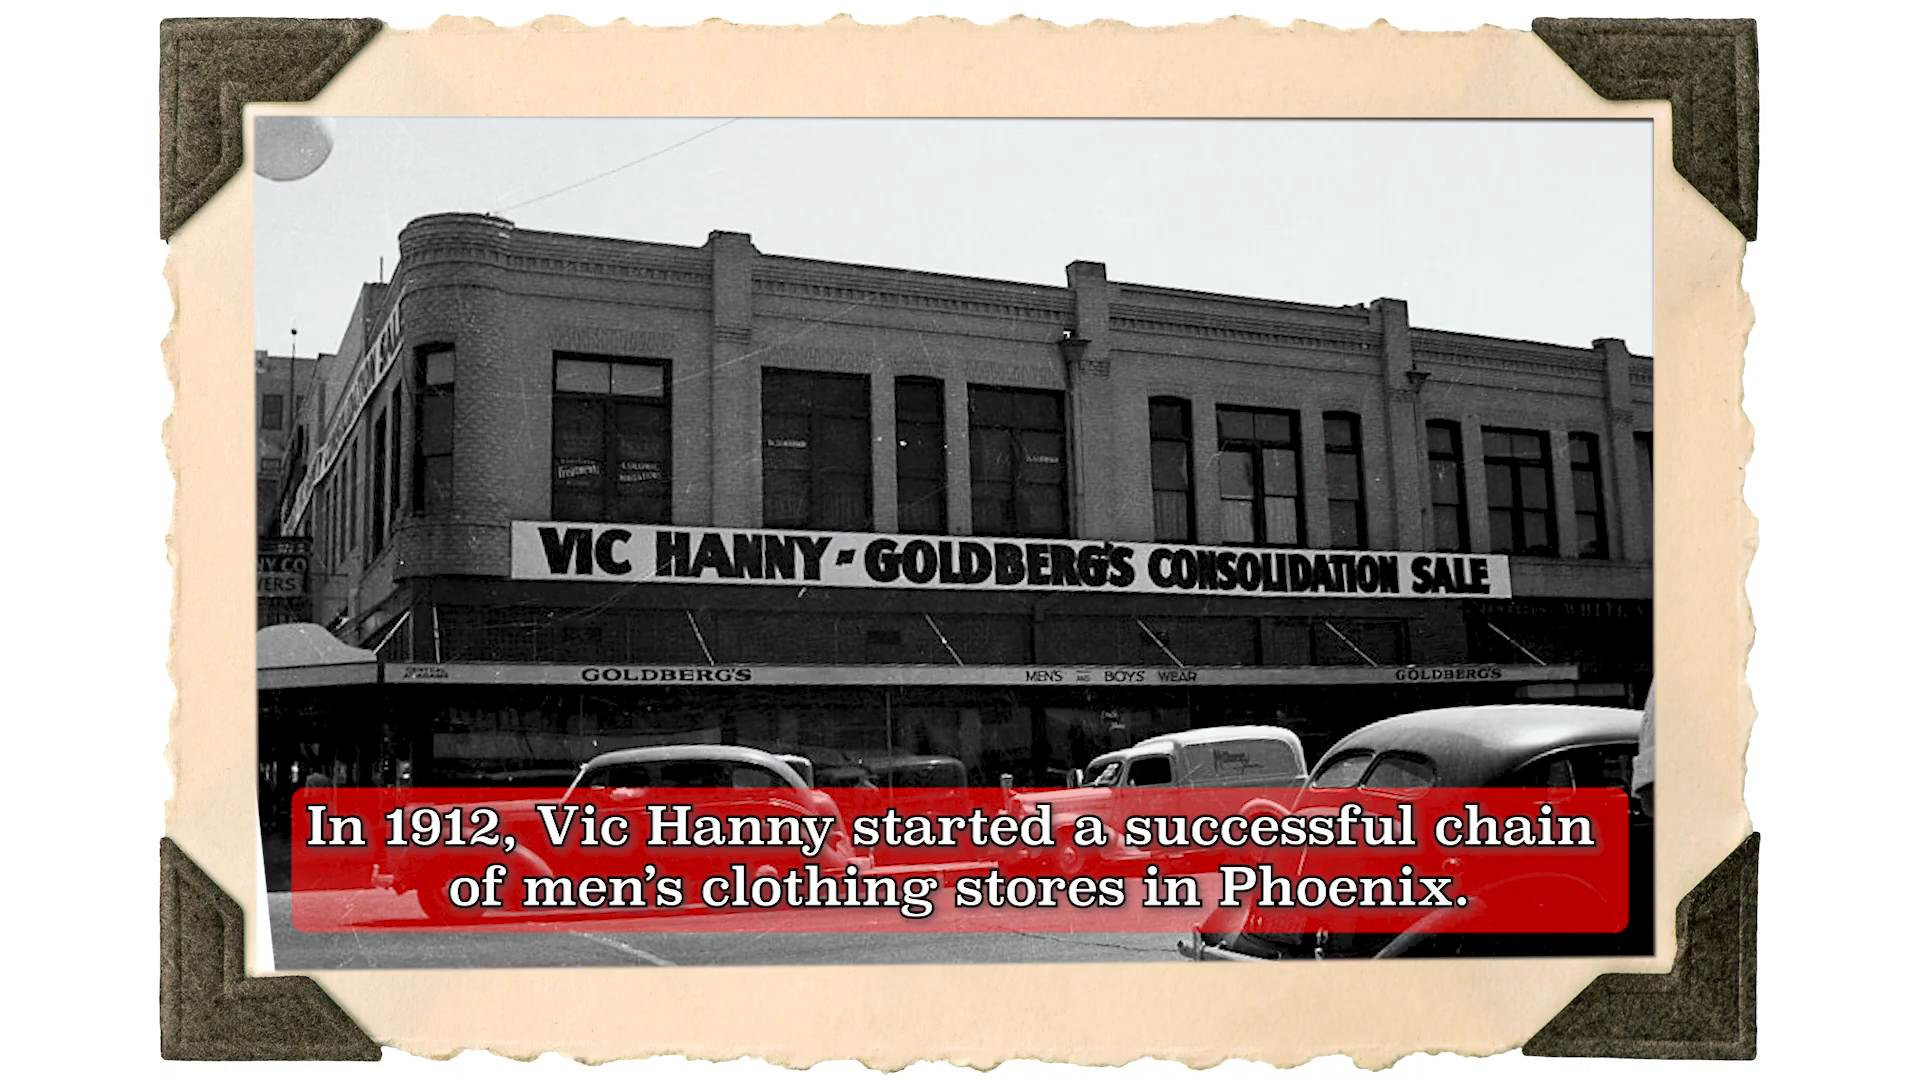 VIC HANNY - GOLDBERG'S CONSOLIDATION SALE
GOLDBERG'S
MEN'S AND BOYS' WEAR
GOLDBERG'S
In 1912, Vic Hanny started a successful chain
of men’s clothing stores in Phoenix.